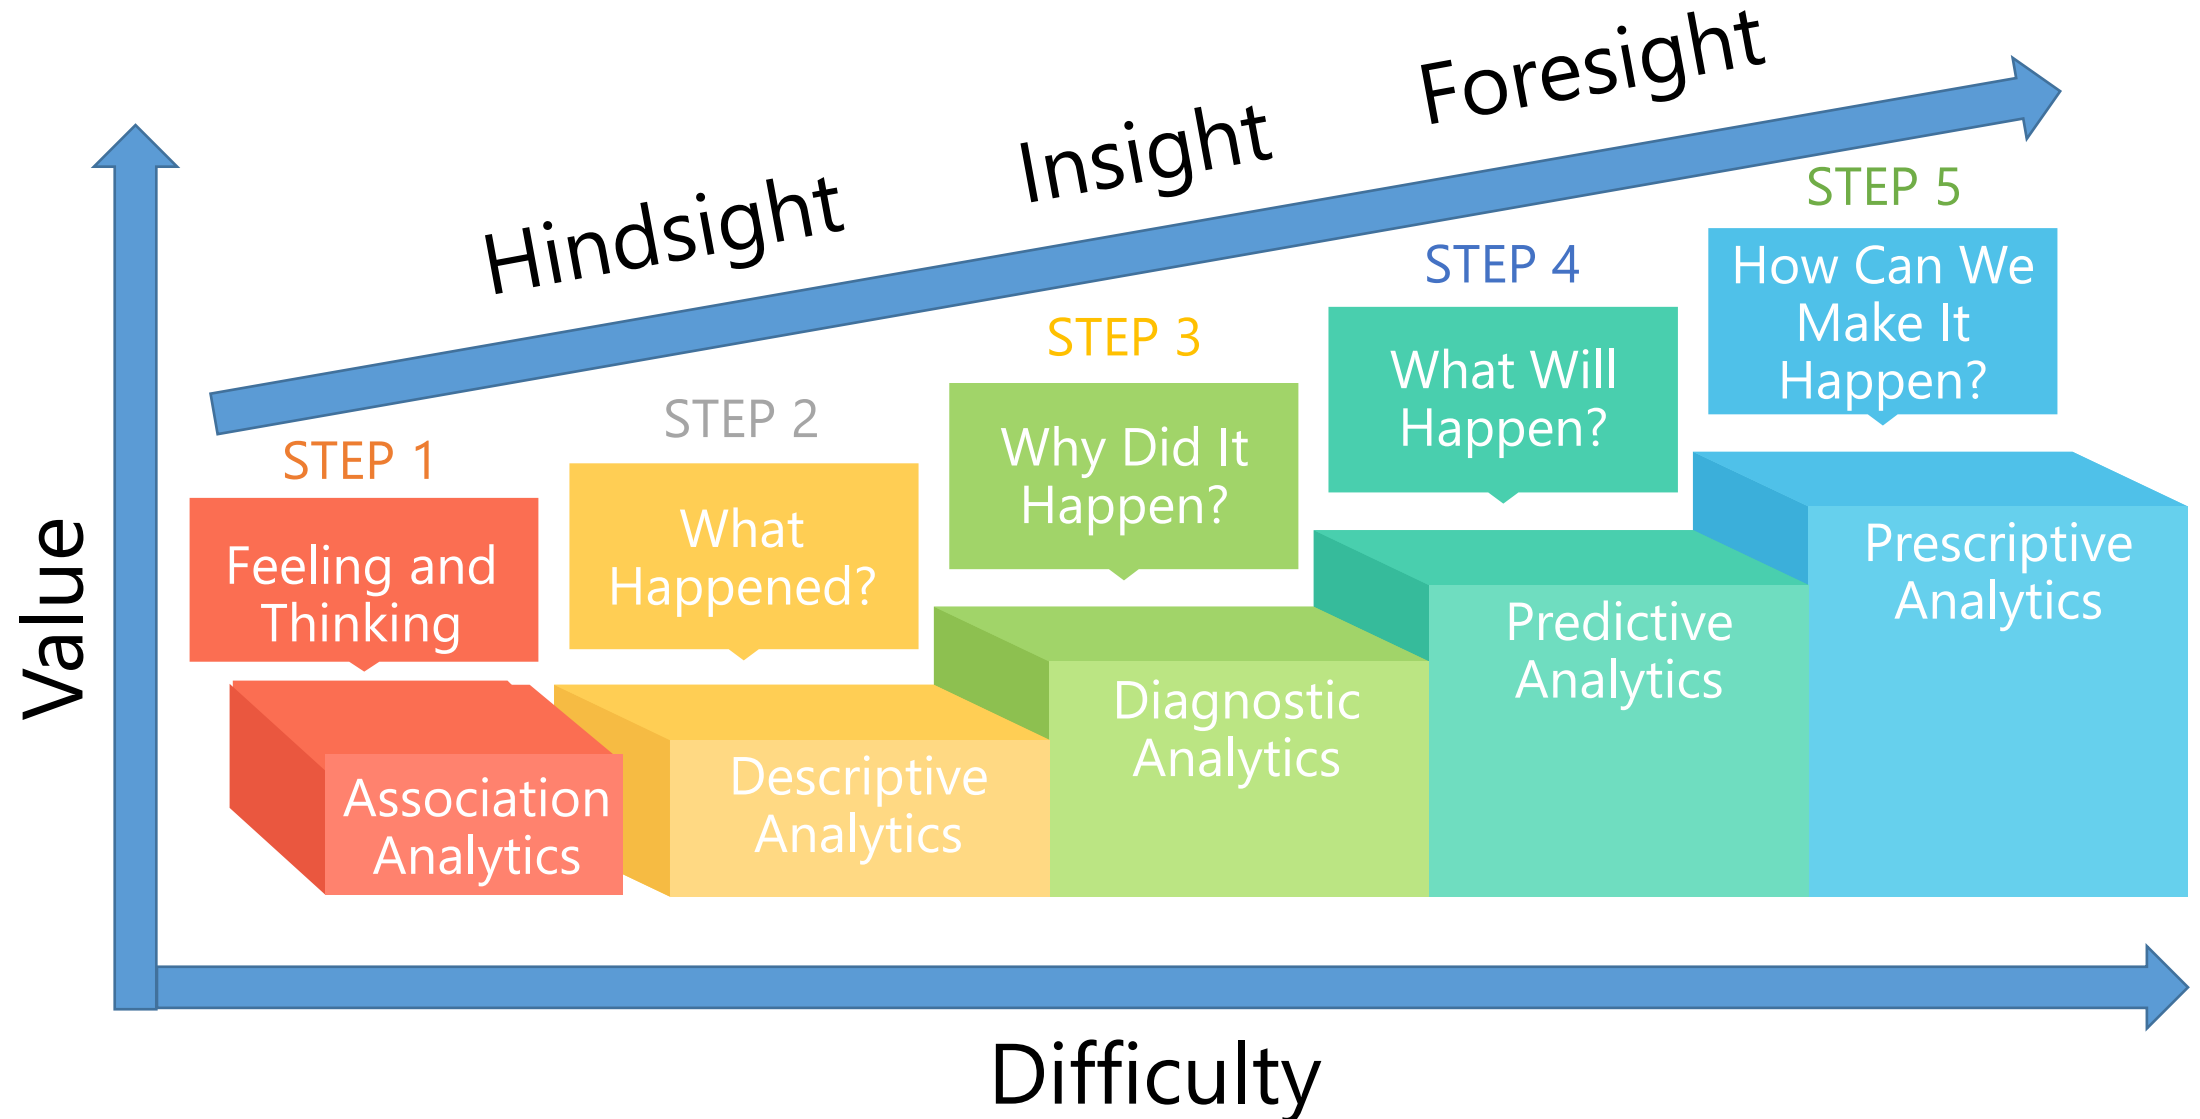 Hindsight
Insight
Foresight
Value
STEP 1
Feeling and
Thinking
Association
Analytics
STEP 2
What
Happened?
Descriptive
Analytics
STEP 3
Why Did It
Happen?
Diagnostic
Analytics
STEP 4
What Will
Happen?
Predictive
Analytics
STEP 5
How Can We
Make It
Happen?
Prescriptive
Analytics
Difficulty